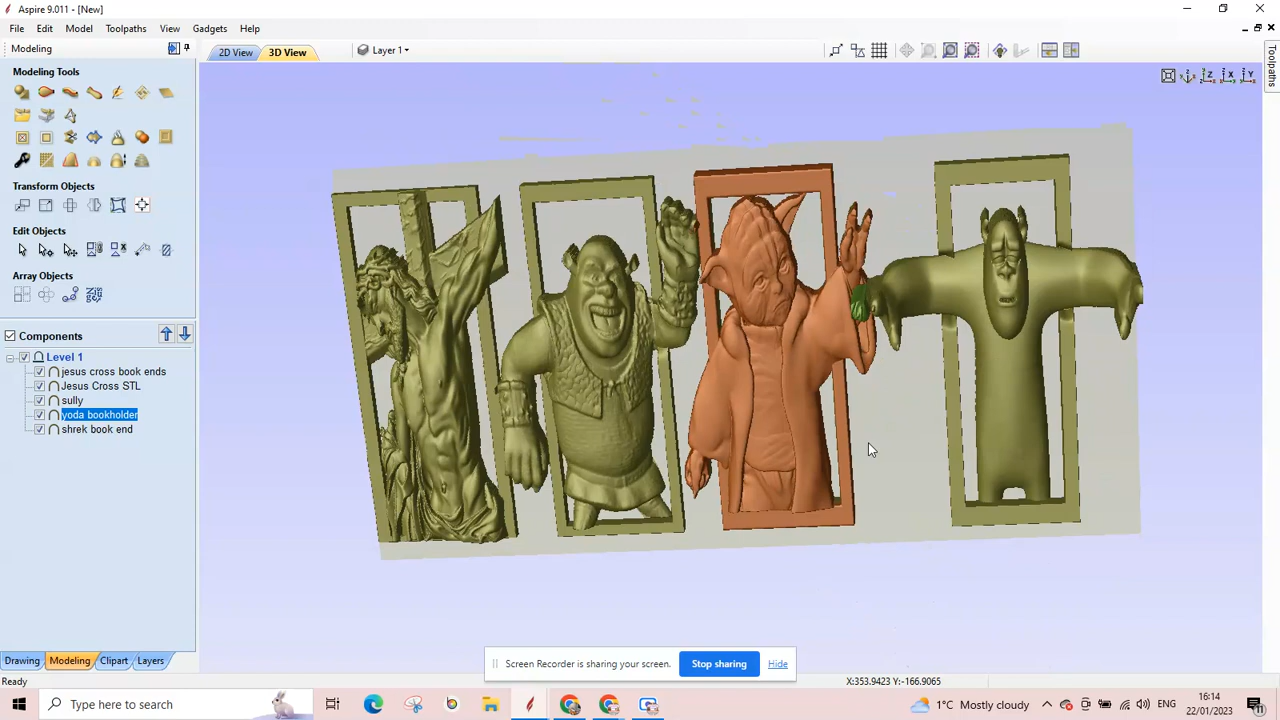 Aspire 9.011 - [New]
File Edit Model Toolpaths View Gadgets Help
Modeling
2D View 3D View Layer 1
Toolpaths
Modeling Tools
Transform Objects
Edit Objects
Array Objects
Components
Level 1
jesus cross book ends
Jesus Cross STL
sully
yoda bookholder
shrek book end
Drawing Modeling Clipart Layers
Screen Recorder is sharing your screen. Stop sharing Hide
Ready X:353.9423 Y:-166.9065
Type here to search
1°C Mostly cloudy ENG 16:14
22/01/2023